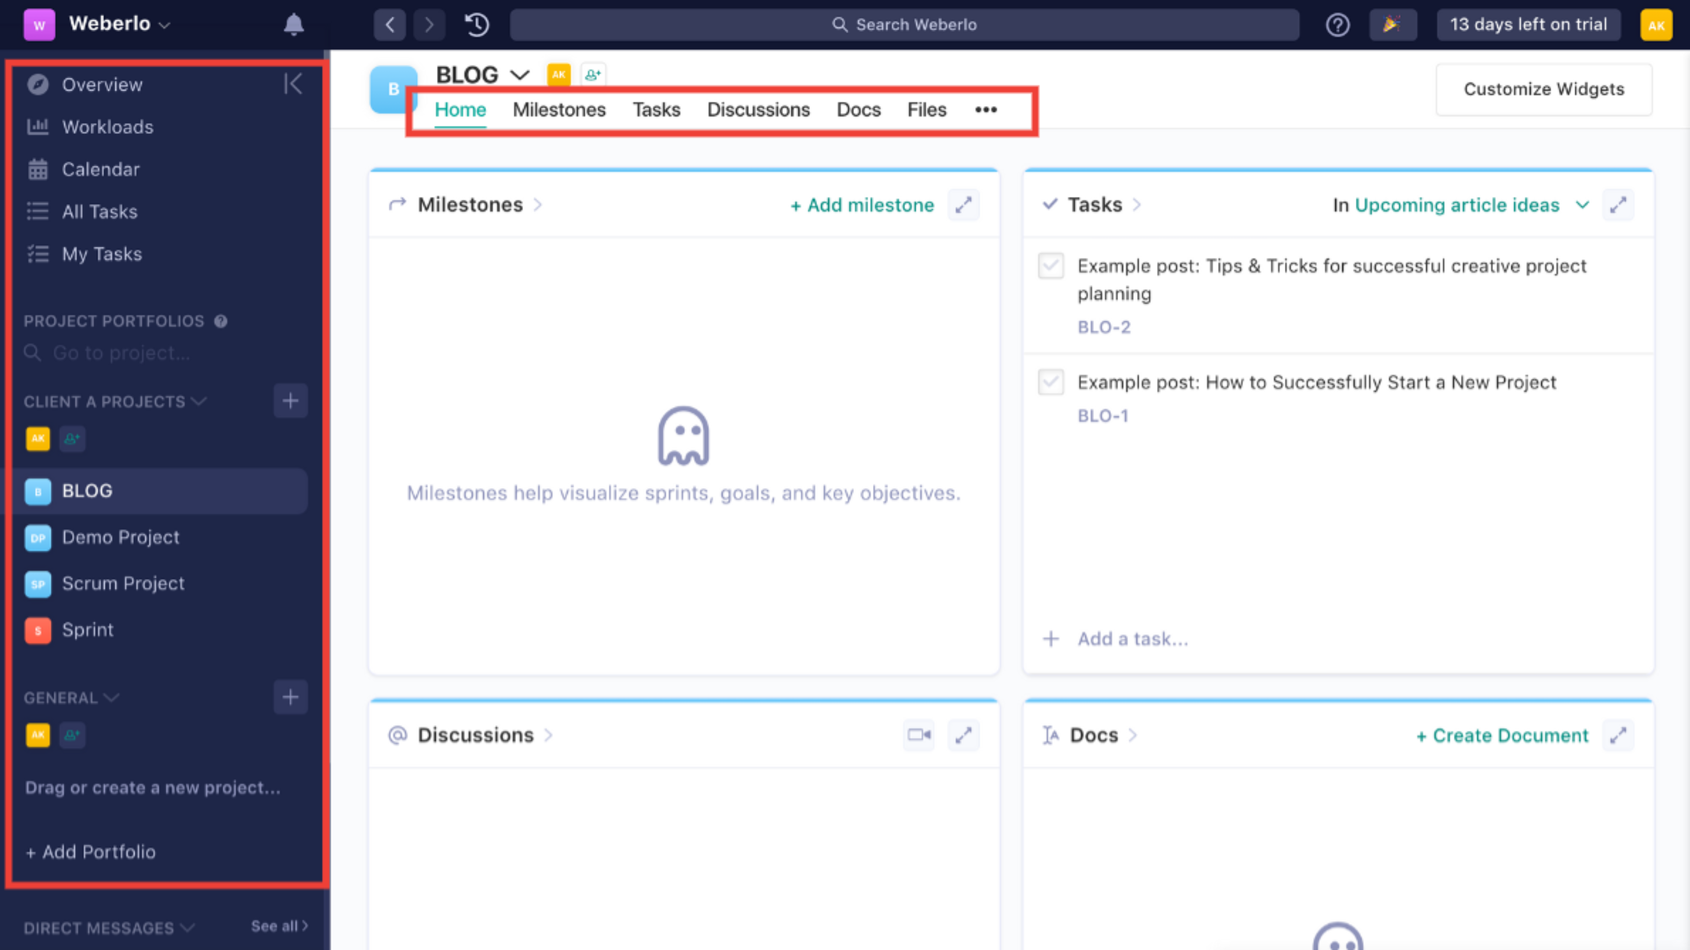 W Weberlo
Search Weberlo
13 days left on trial
AK
Overview
Workloads
Calendar
All Tasks
My Tasks
PROJECT PORTFOLIOS ?
Go to project...
CLIENT A PROJECTS
AK
B BLOG
DP Demo Project
SP Scrum Project
S Sprint
GENERAL
AK
Drag or create a new project...
+ Add Portfolio
DIRECT MESSAGES See all
B BLOG AK
Home Milestones Tasks Discussions Docs Files •••
Customize Widgets
Milestones + Add milestone
Milestones help visualize sprints, goals, and key objectives.
Tasks In Upcoming article ideas
Example post: Tips & Tricks for successful creative project
planning
BLO-2
Example post: How to Successfully Start a New Project
BLO-1
+ Add a task...
@ Discussions
Docs + Create Document